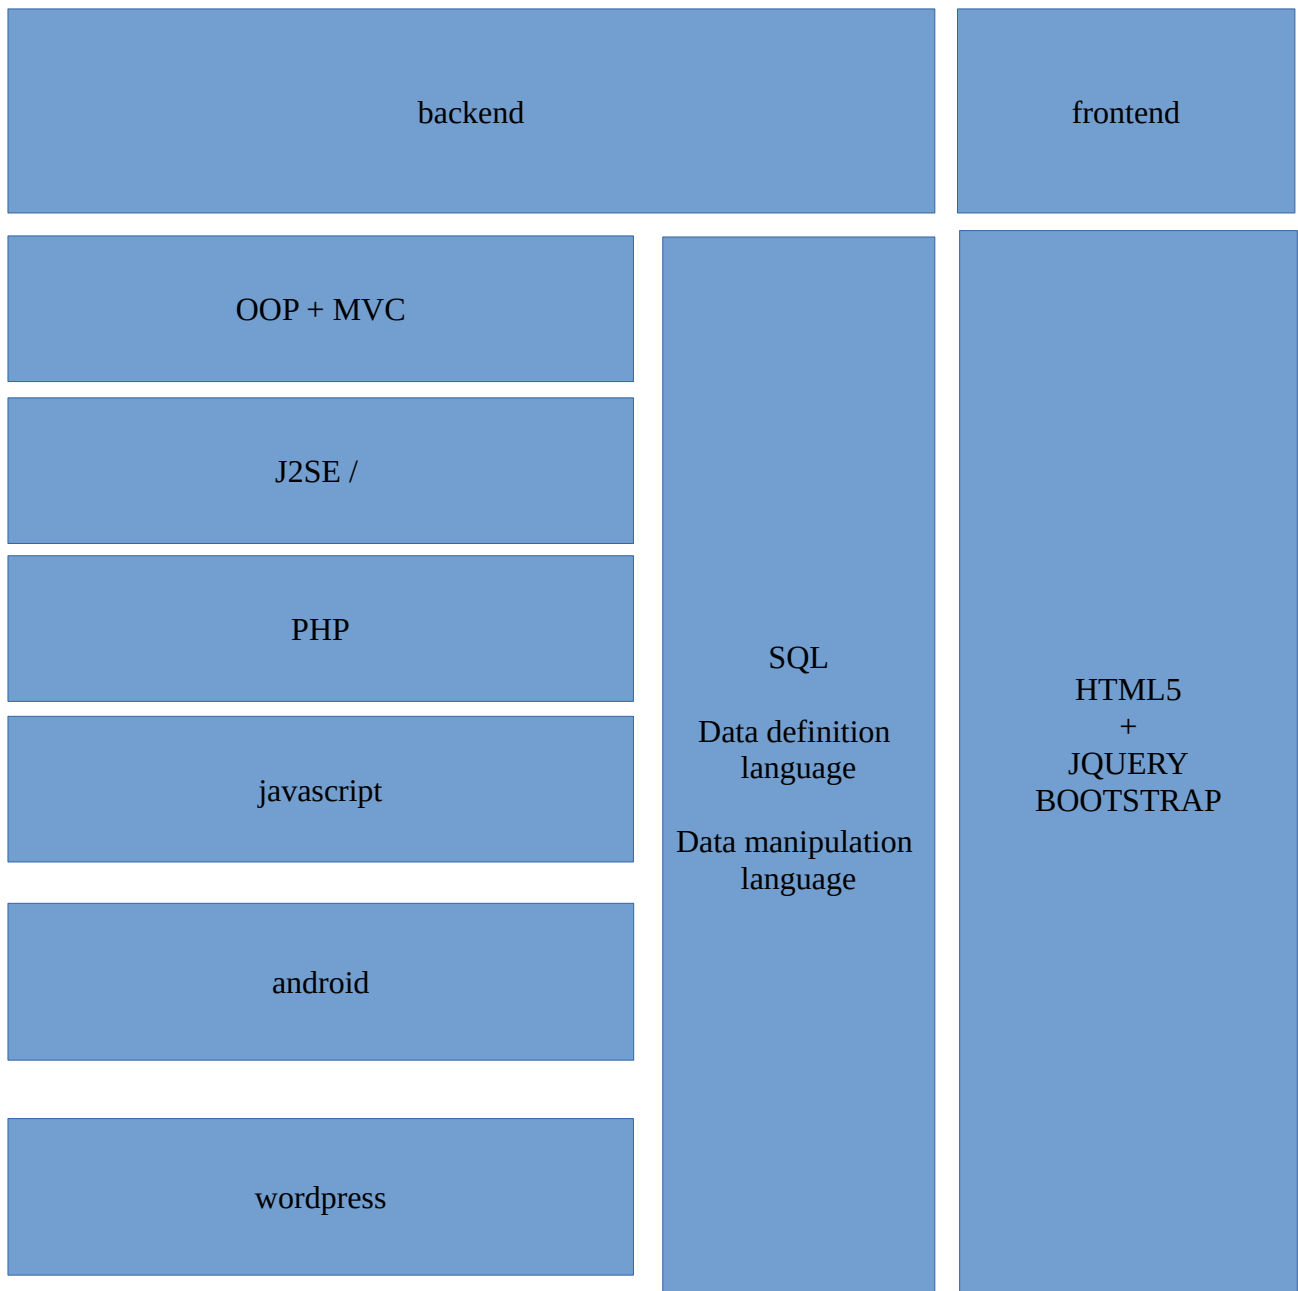 backend
frontend
OOP + MVC
J2SE /
PHP
javascript
android
wordpress
SQL
Data definition
language
Data manipulation
language
HTML5
+
JQUERY
BOOTSTRAP